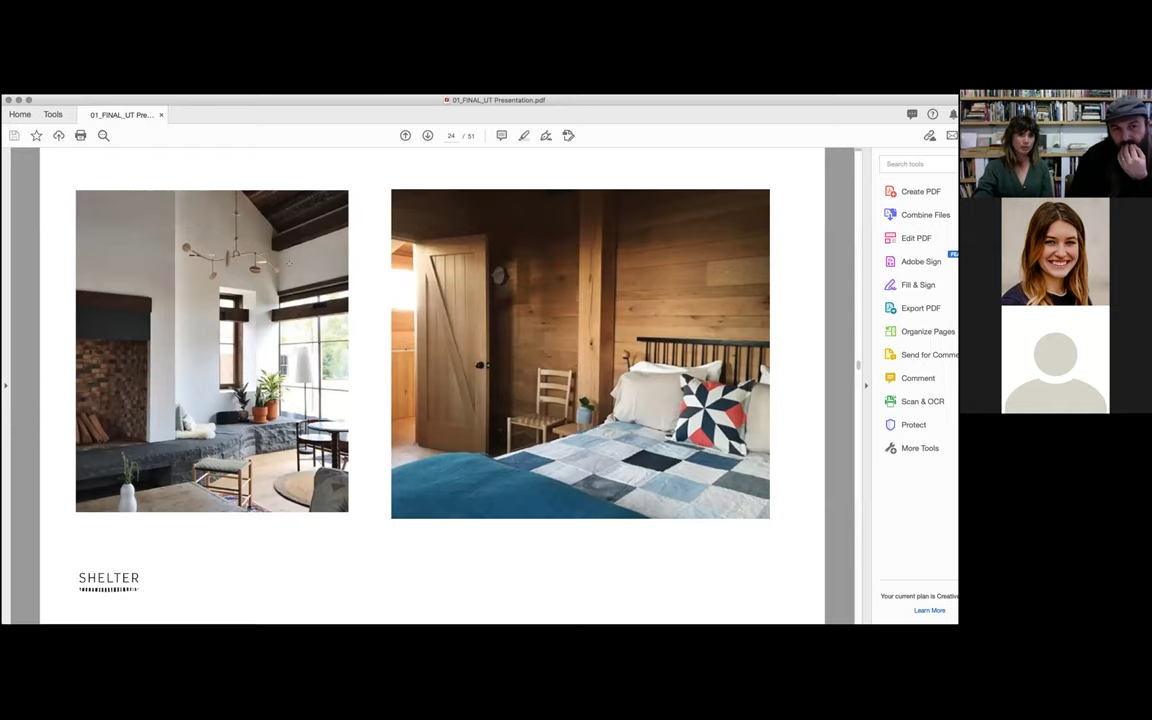 01_FINAL_UT Presentation.pdf
Home
Tools
01_FINAL_UT Pre... ×
24 / 51
Search tools
Create PDF
Combine Files
Edit PDF
Adobe Sign
Fill & Sign
Export PDF
Organize Pages
Send for Comme
Comment
Scan & OCR
Protect
More Tools
SHELTER
Your current plan is Creative
Learn More